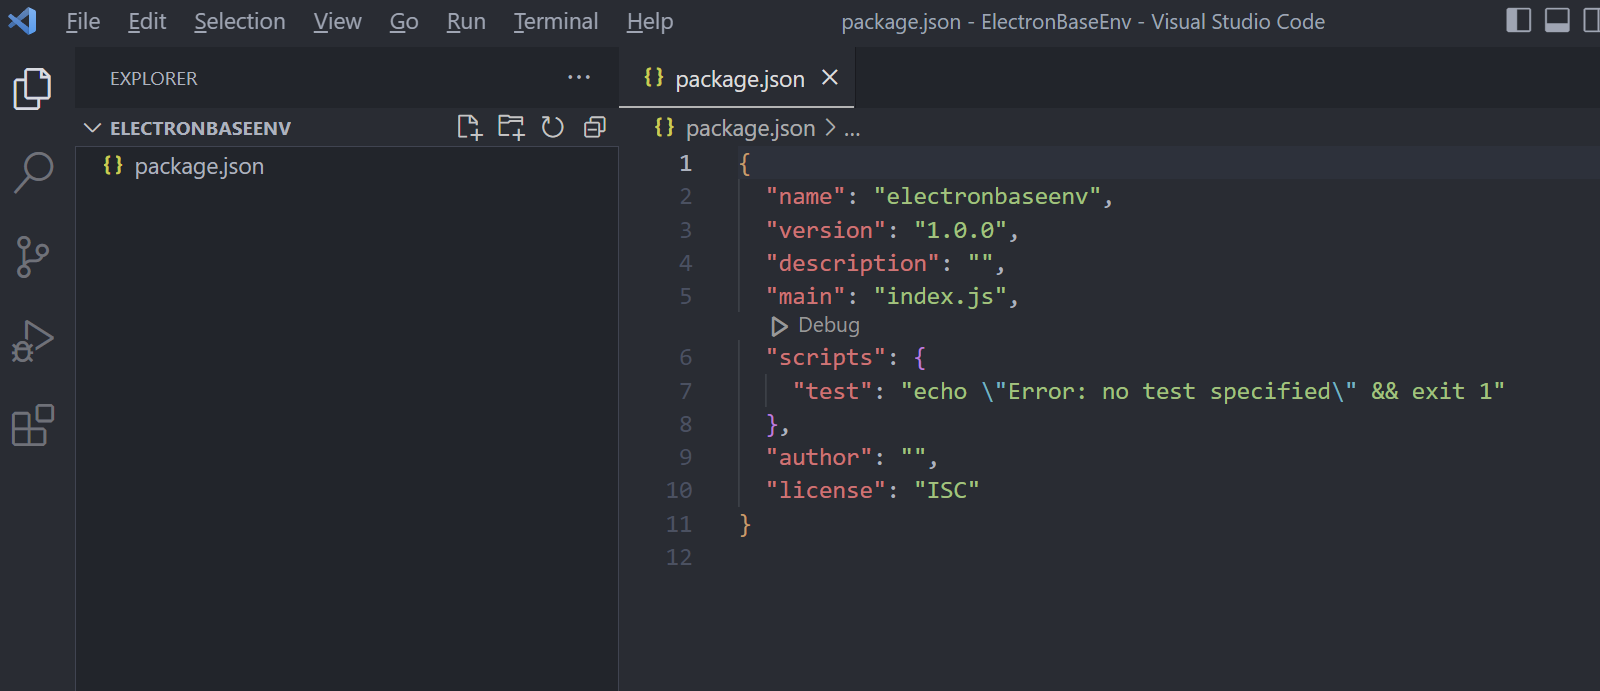 File Edit Selection View Go Run Terminal Help package.json - ElectronBaseEnv - Visual Studio Code
EXPLORER ...
ELECTRONBASEENV
{} package.json
{} package.json ×
{} package.json > ...
1 {
2 "name": "electronbaseenv",
3 "version": "1.0.0",
4 "description": "",
5 "main": "index.js",
Debug
6 "scripts": {
7 "test": "echo \"Error: no test specified\" && exit 1"
8 },
9 "author": "",
10 "license": "ISC"
11 }
12